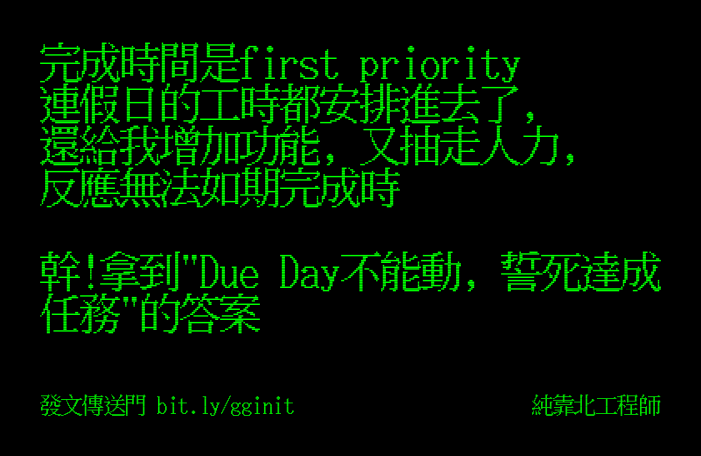 完成時間是first priority
連假日的工時都安排進去了,
還給我增加功能, 又抽走人力,
反應無法如期完成時
幹!拿到"Due Day不能動, 誓死達成
任務"的答案
發文傳送門 bit.ly/gginit
純靠北工程師